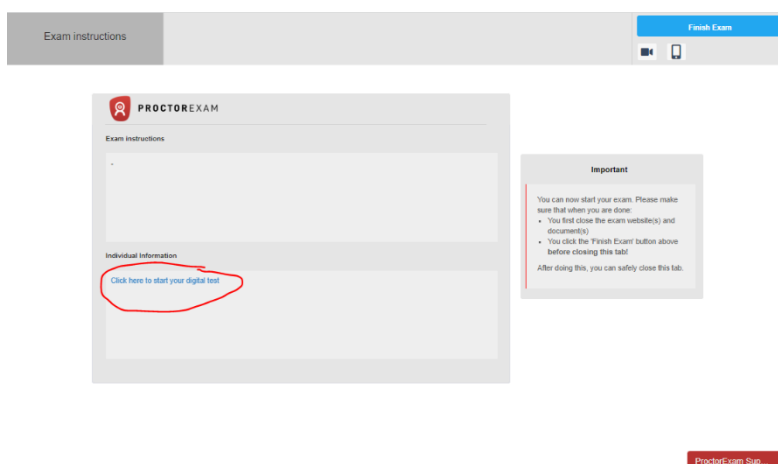 Exam instructions
Finish Exam
PROCTOREXAM
Exam instructions
-
Individual Information
Click here to start your digital test
Important
You can now start your exam. Please make
sure that when you are done:
• You first close the exam website(s) and
document(s)
• You click the 'Finish Exam' button above
before closing this tab!
After doing this, you can safely close this tab.
ProctorExam Sup...